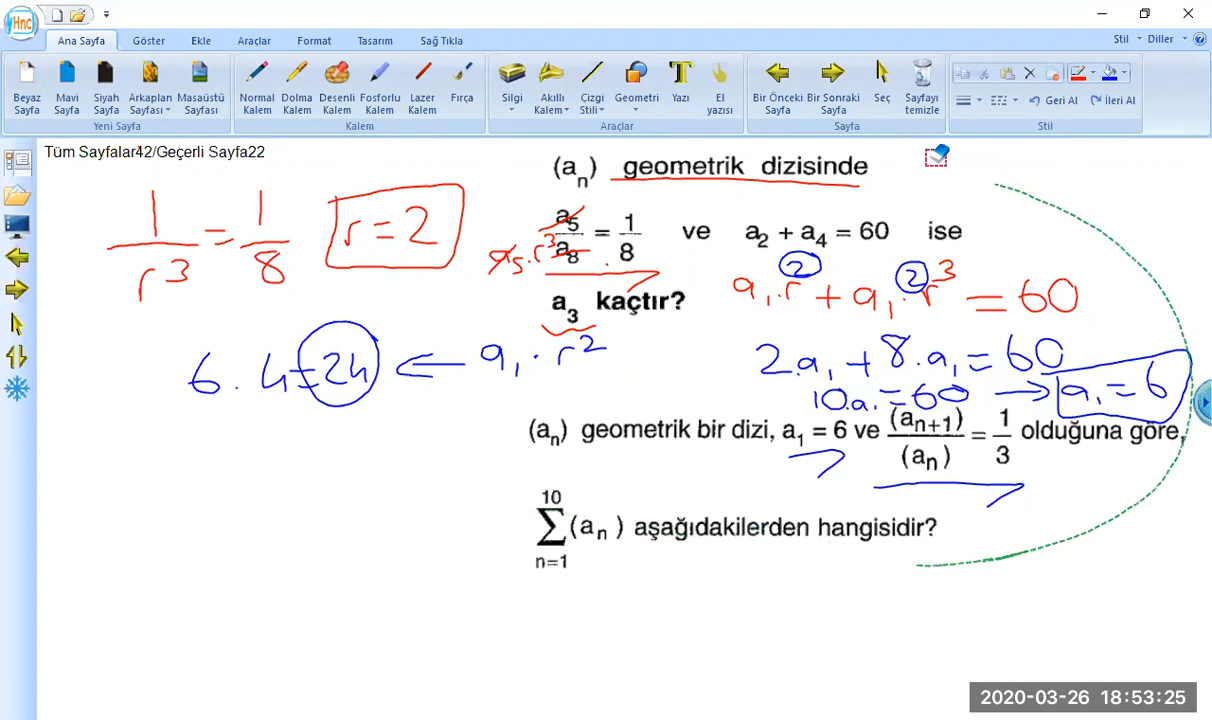 Hnc
Ana Sayfa Göster Ekle Araçlar Format Tasarım Sağ Tıkla Stil Diller
Beyaz Sayfa Mavi Sayfa Siyah Sayfa Arkaplan Sayfası Masaüstü Sayfası
Yeni Sayfa
Normal Kalem Dolma Kalem Desenli Kalem Fosforlu Kalem Lazer Kalem Fırça
Kalem
Silgi Akıllı Kalem Çizgi Stili Geometri Yazı El yazısı
Araçlar
Bir Önceki Sayfa Bir Sonraki Sayfa Seç Sayfayı temizle
Sayfa
Geri Al İleri Al
Stil
Tüm Sayfalar42/Geçerli Sayfa22
(aₙ) geometrik dizisinde
a₅/a₈ = 1/8 ve a₂ + a₄ = 60 ise
a₅.r³
1/r³ = 1/8 r = 2
a₃ kaçtır?
2 2
a₁.r + a₁.r³ = 60
6.4=24 ← a₁.r²
2.a₁ + 8.a₁ = 60
10.a₁ = 60 → a₁ = 6
(aₙ) geometrik bir dizi, a₁ = 6 ve (aₙ₊₁)/(aₙ) = 1/3 olduğuna göre,
10
∑ (aₙ) aşağıdakilerden hangisidir?
n=1
2020-03-26 18:53:25